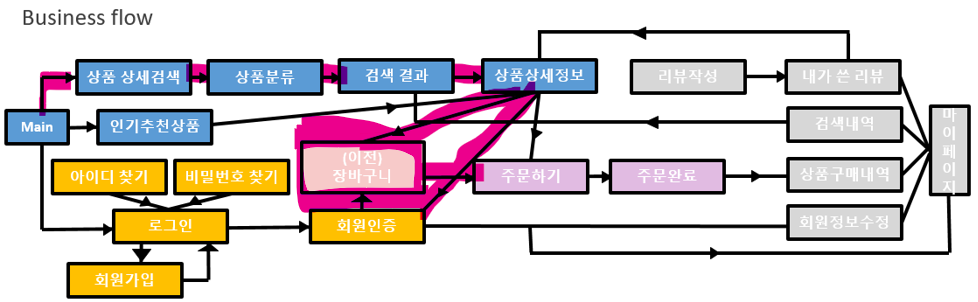 Business flow
상품 상세검색
상품분류
검색 결과
상품상세정보
리뷰작성
내가 쓴 리뷰
Main
인기추천상품
검색내역
마이페이지
(이전)
장바구니
주문하기
주문완료
상품구매내역
아이디 찾기
비밀번호 찾기
로그인
회원인증
회원정보수정
회원가입